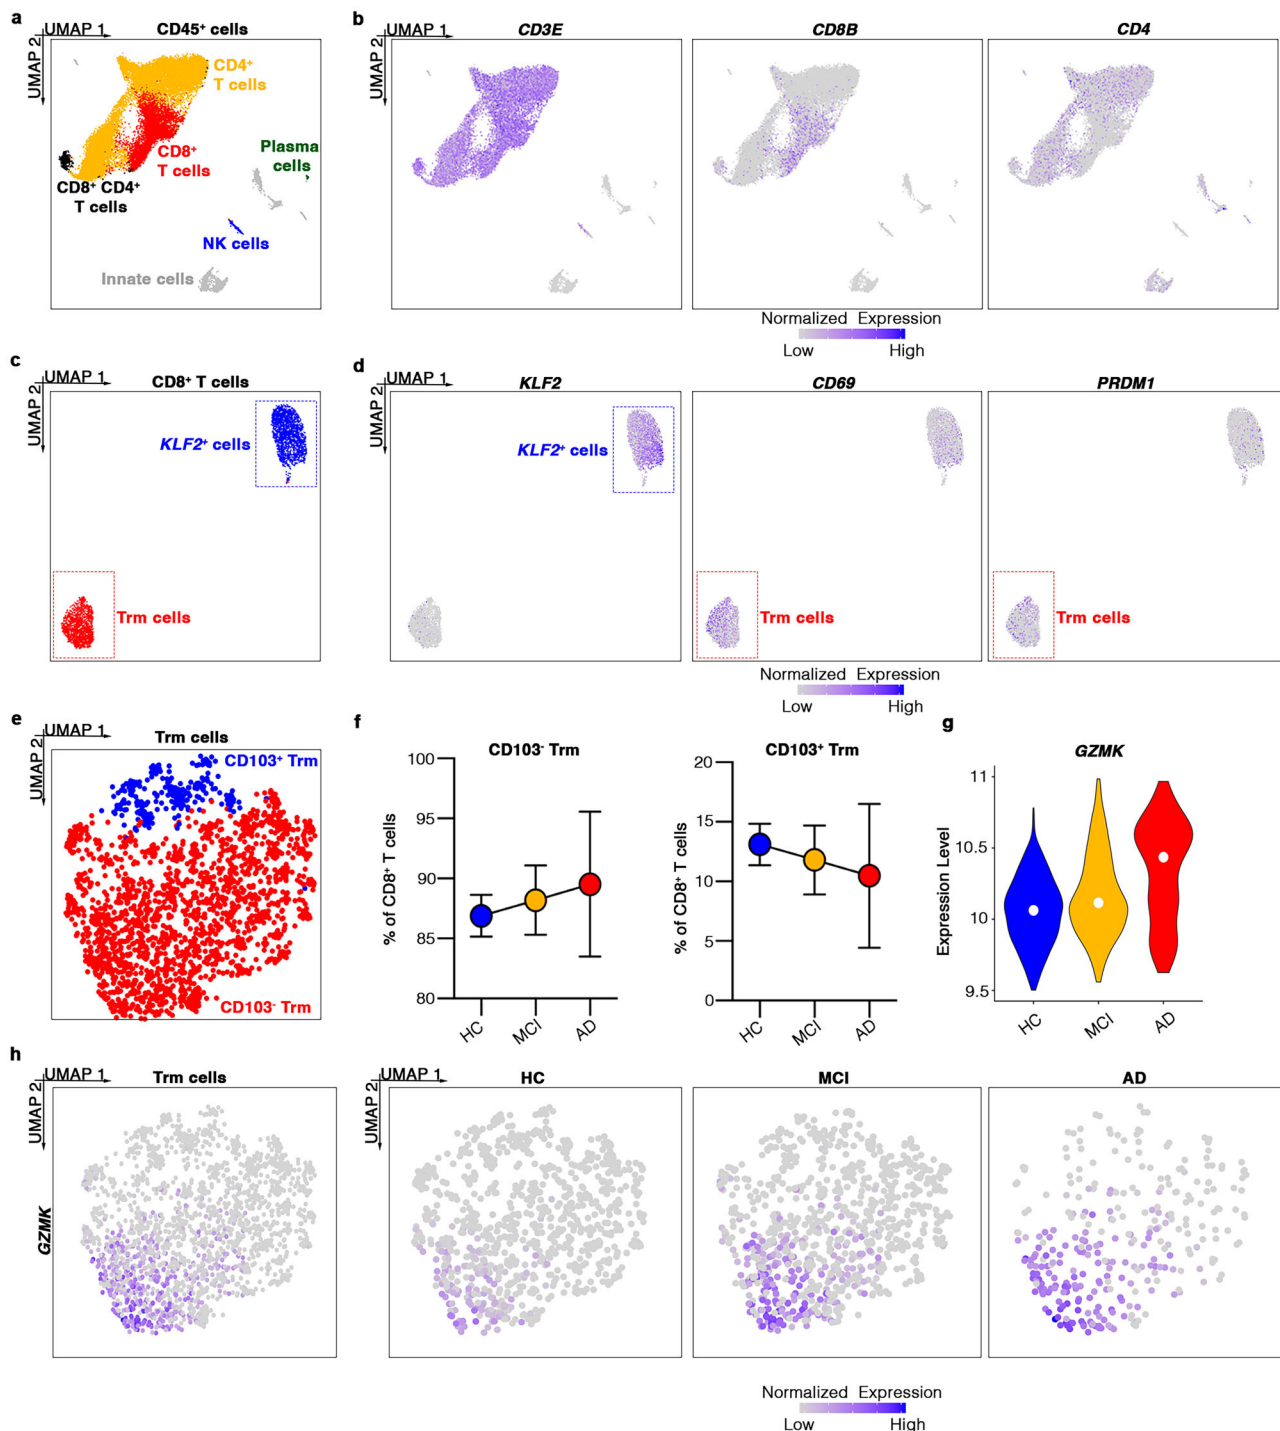 a
UMAP 1
UMAP 2
CD45⁺ cells
CD4⁺
T cells
CD8⁺
T cells
CD8⁺ CD4⁺
T cells
Plasma
cells
NK cells
Innate cells
b
UMAP 1
UMAP 2
CD3E
CD8B
CD4
Normalized Expression
Low High
c
UMAP 1
UMAP 2
CD8⁺ T cells
KLF2⁺ cells
Trm cells
d
UMAP 1
UMAP 2
KLF2
CD69
PRDM1
KLF2⁺ cells
Trm cells
Trm cells
Normalized Expression
Low High
e
UMAP 1
UMAP 2
Trm cells
CD103⁺ Trm
CD103⁻ Trm
f
CD103⁻ Trm
% of CD8⁺ T cells
100
95
90
85
80
HC MCI AD
CD103⁺ Trm
% of CD8⁺ T cells
20
15
10
5
0
HC MCI AD
g
GZMK
Expression Level
11
10.5
10
9.5
HC MCI AD
h
UMAP 1
UMAP 2
Trm cells
GZMK
UMAP 1
UMAP 2
HC
MCI
AD
Normalized Expression
Low High